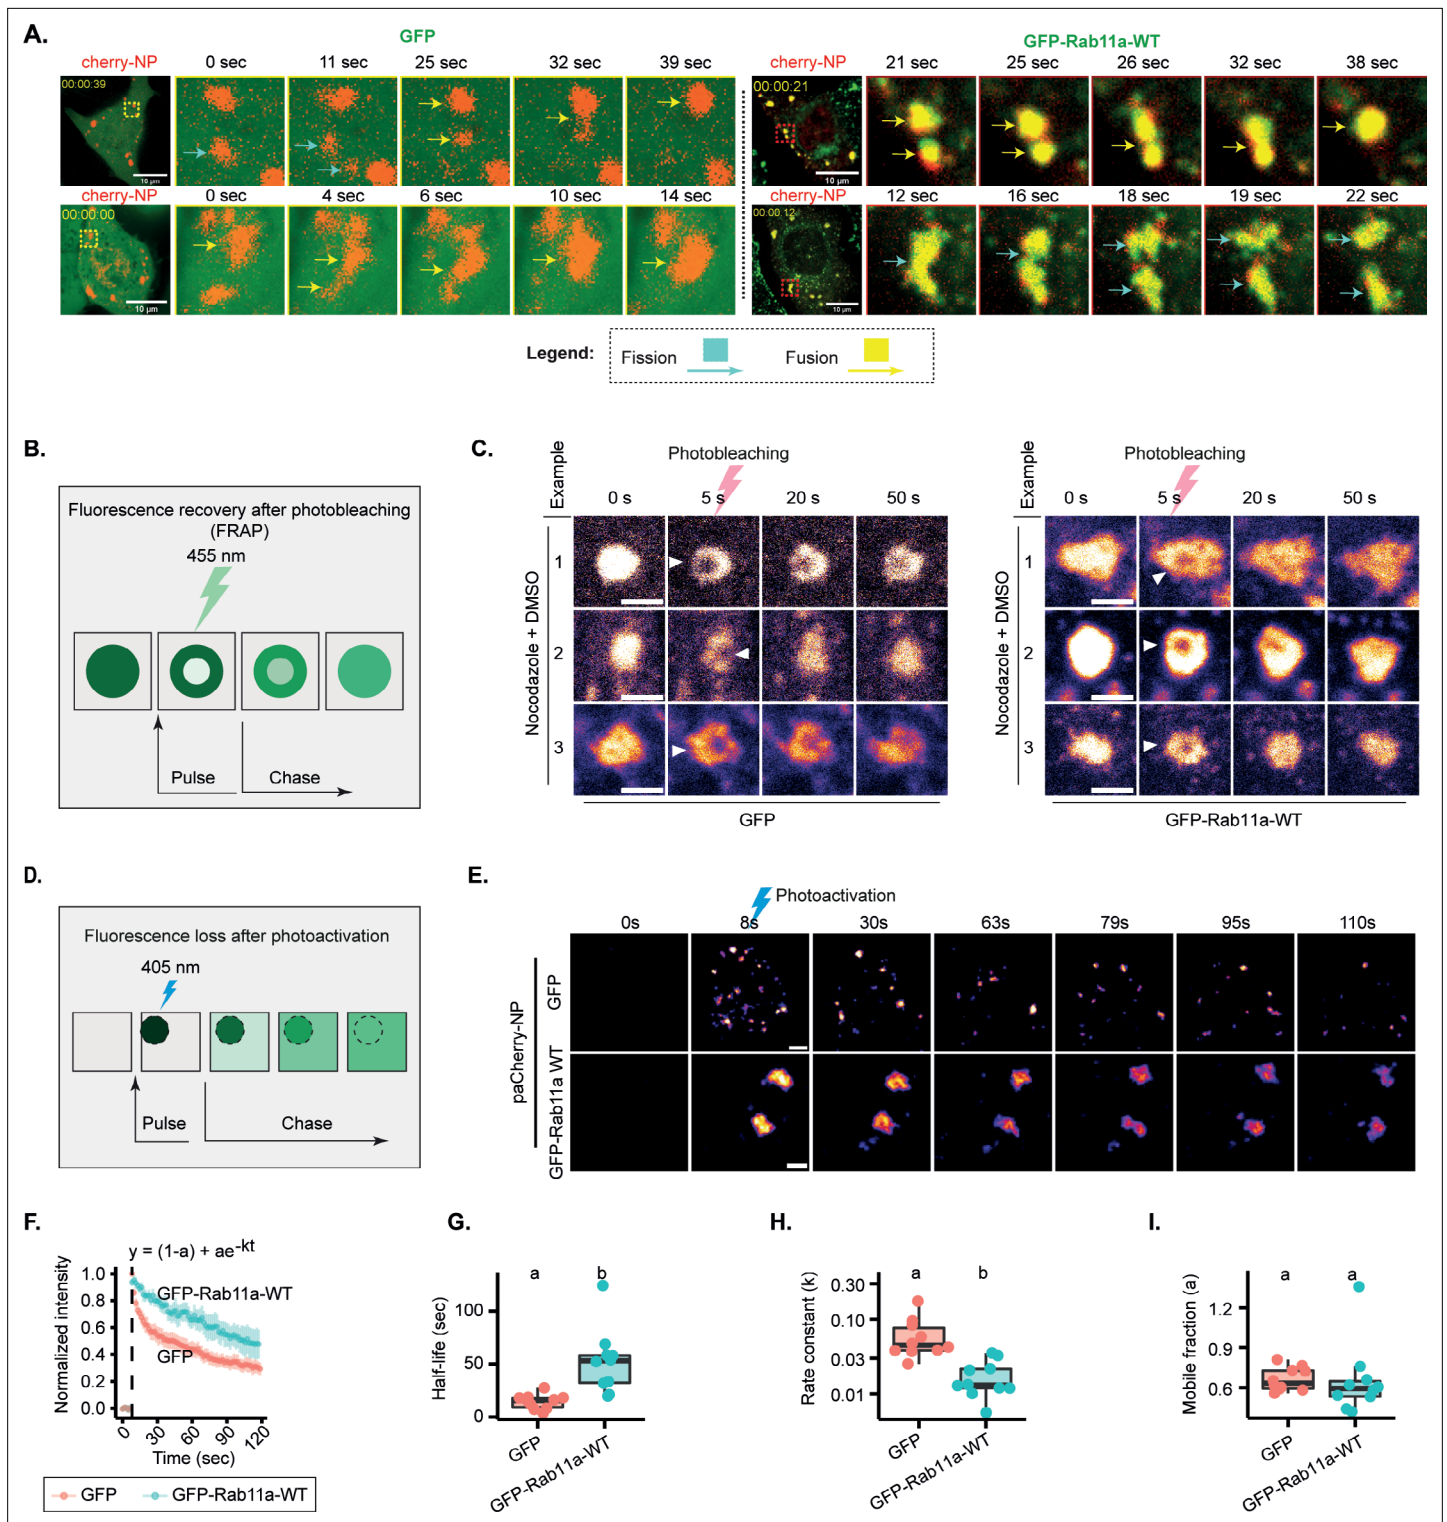 A.
GFP
GFP-Rab11a-WT
cherry-NP 0 sec 11 sec 25 sec 32 sec 39 sec
cherry-NP 21 sec 25 sec 26 sec 32 sec 38 sec
00:00:39
10 µm
00:00:21
10 µm
cherry-NP 0 sec 4 sec 6 sec 10 sec 14 sec
cherry-NP 12 sec 16 sec 18 sec 19 sec 22 sec
00:00:00
10 µm
00:00:12
10 µm
Legend: Fission Fusion
B.
Fluorescence recovery after photobleaching
(FRAP)
455 nm
Pulse Chase
C.
Example
Photobleaching
0 s 5 s 20 s 50 s
Nocodazole + DMSO
1
2
3
GFP
Example
Photobleaching
0 s 5 s 20 s 50 s
Nocodazole + DMSO
1
2
3
GFP-Rab11a-WT
D.
Fluorescence loss after photoactivation
405 nm
Pulse Chase
E.
Photoactivation
0s 8s 30s 63s 79s 95s 110s
paCherry-NP
GFP
GFP-Rab11a WT
F.
y = (1-a) + ae-kt
Normalized intensity
1.0
0.8
0.6
0.4
0.2
0.0
GFP-Rab11a-WT
GFP
0 30 60 90 120
Time (sec)
GFP GFP-Rab11a-WT
G.
a b
Half-life (sec)
100
50
0
GFP
GFP-Rab11a-WT
H.
a b
Rate constant (k)
0.30
0.10
0.03
0.01
GFP
GFP-Rab11a-WT
I.
a a
Mobile fraction (a)
1.2
0.9
0.6
GFP
GFP-Rab11a-WT